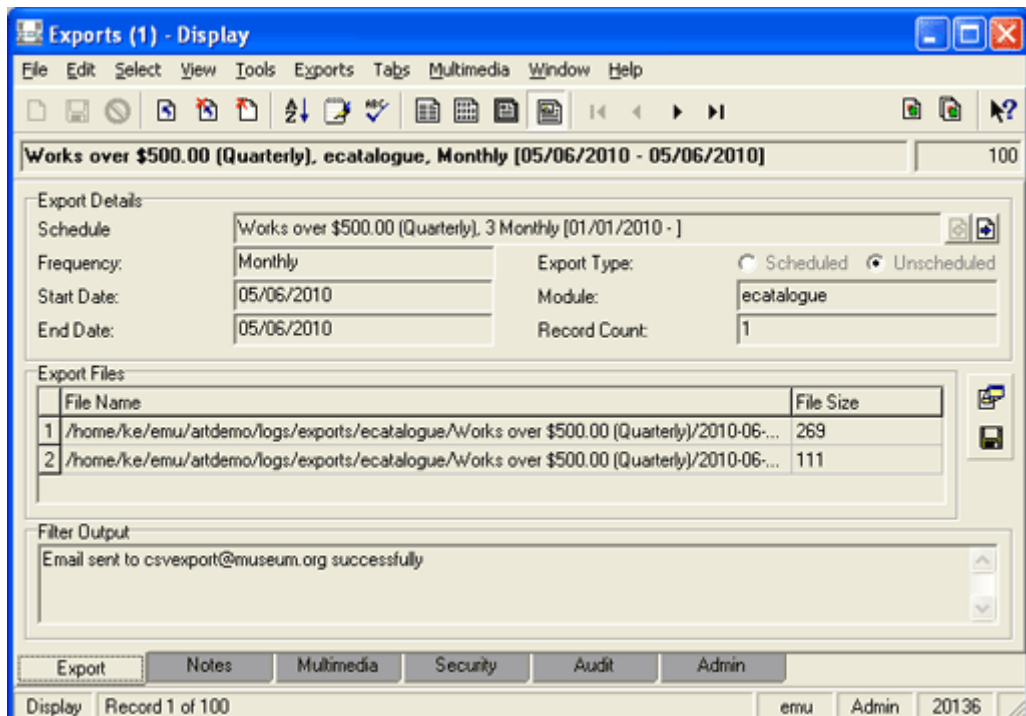 Exports (1) - Display
File Edit Select View Tools Exports Tabs Multimedia Window Help
Works over $500.00 (Quarterly), ecatalogue, Monthly [05/06/2010 - 05/06/2010] 100
Export Details
Schedule Works over $500.00 (Quarterly), 3 Monthly [01/01/2010 - ]
Frequency: Monthly Export Type: Scheduled Unscheduled
Start Date: 05/06/2010 Module: ecatalogue
End Date: 05/06/2010 Record Count: 1
Export Files
File Name File Size
1 /home/ke/emu/artdemo/logs/exports/ecatalogue/Works over $500.00 (Quarterly)/2010-06-... 269
2 /home/ke/emu/artdemo/logs/exports/ecatalogue/Works over $500.00 (Quarterly)/2010-06-... 111
Filter Output
Email sent to csvexport@museum.org successfully
Export Notes Multimedia Security Audit Admin
Display Record 1 of 100 emu Admin 20136